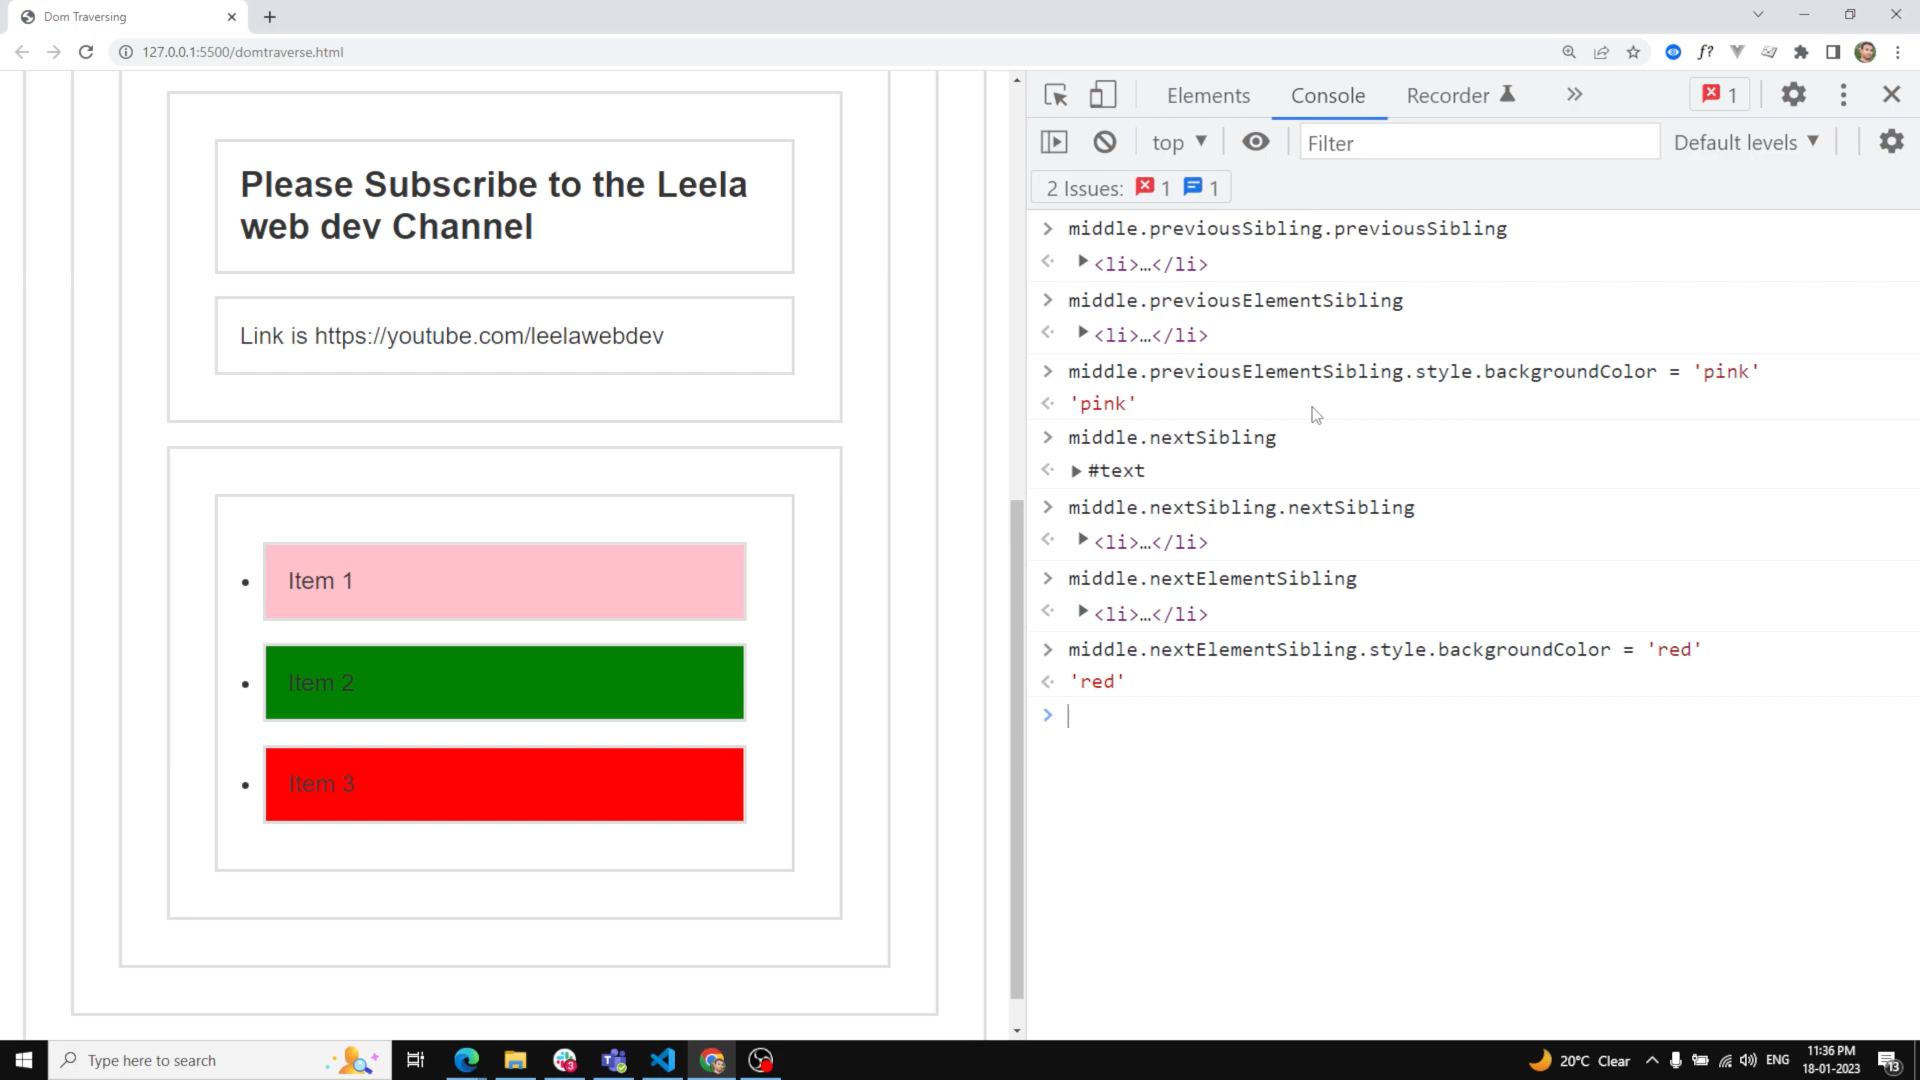 Dom Traversing
127.0.0.1:5500/domtraverse.html
f?
Please Subscribe to the Leela
web dev Channel
Link is https://youtube.com/leelawebdev
• Item 1
• Item 2
• Item 3
Elements Console Recorder 1
top Filter Default levels
2 Issues: 1 1
> middle.previousSibling.previousSibling
<li>…</li>
> middle.previousElementSibling
<li>…</li>
> middle.previousElementSibling.style.backgroundColor = 'pink'
'pink'
> middle.nextSibling
#text
> middle.nextSibling.nextSibling
<li>…</li>
> middle.nextElementSibling
<li>…</li>
> middle.nextElementSibling.style.backgroundColor = 'red'
'red'
>
Type here to search
20°C Clear
ENG
11:36 PM
18-01-2023
13